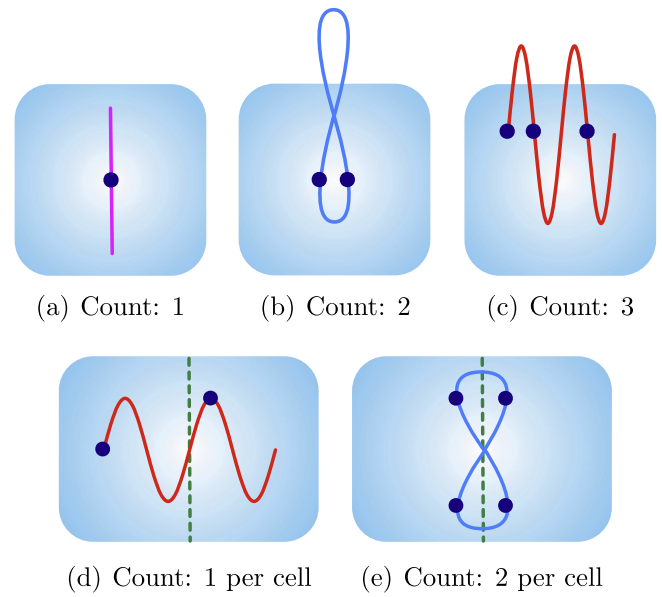 (a) Count: 1
(b) Count: 2
(c) Count: 3
(d) Count: 1 per cell
(e) Count: 2 per cell